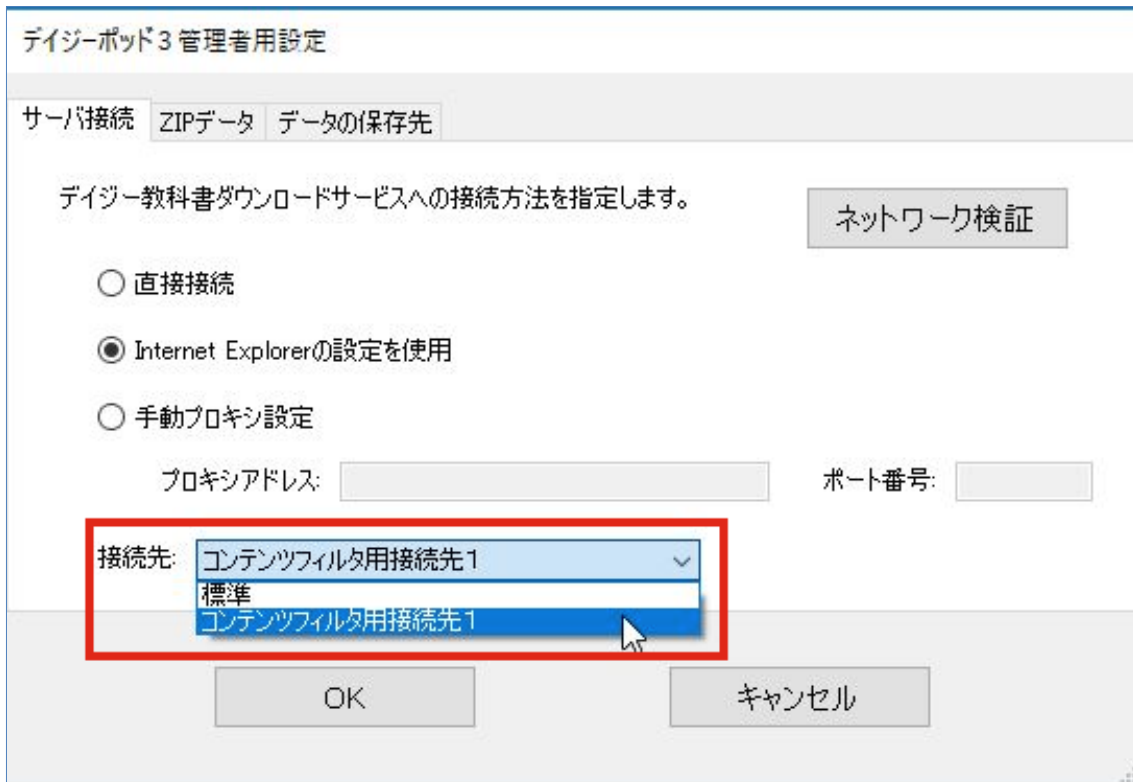 デイジーポッド3 管理者用設定
サーバ接続 ZIPデータ データの保存先
デイジー教科書ダウンロードサービスへの接続方法を指定します。
ネットワーク検証
直接接続
Internet Explorerの設定を使用
手動プロキシ設定
プロキシアドレス: ポート番号:
接続先: コンテンツフィルタ用接続先1
標準
コンテンツフィルタ用接続先1
OK キャンセル